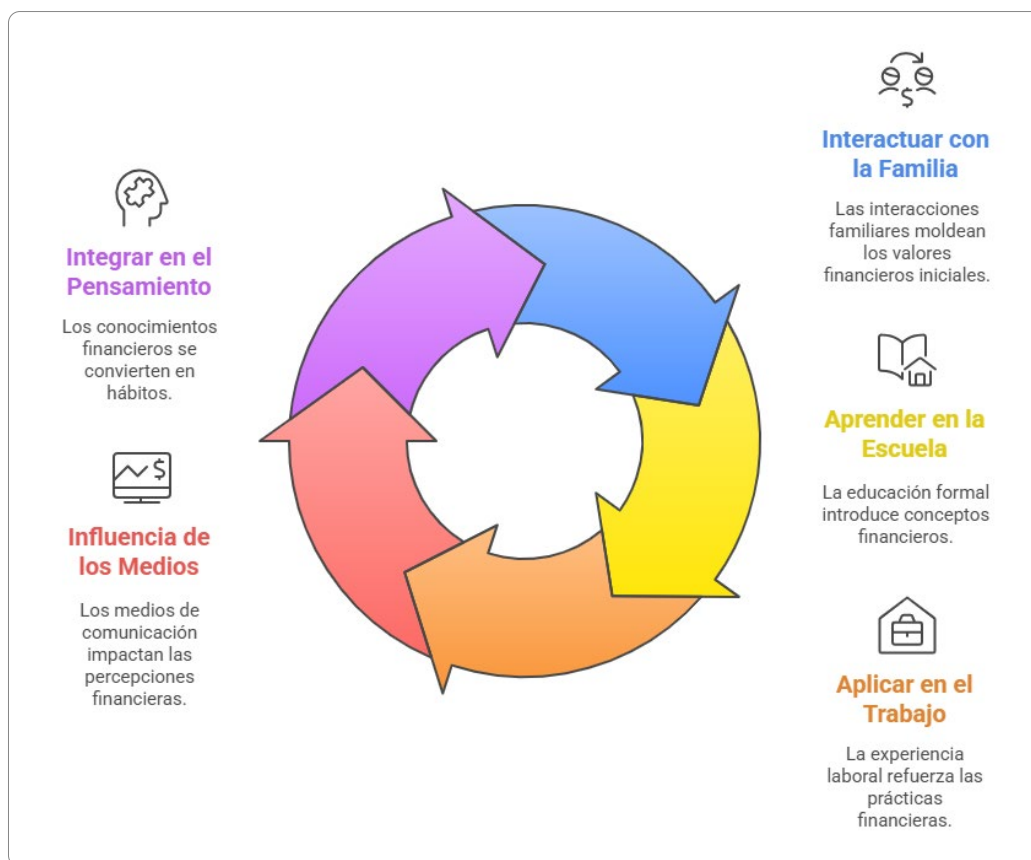 Interactuar con
la Familia
Las interacciones
familiares moldean
los valores
financieros iniciales.
Aprender en la
Escuela
La educación formal
introduce conceptos
financieros.
Aplicar en el
Trabajo
La experiencia
laboral refuerza las
prácticas
financieras.
Influencia de
los Medios
Los medios de
comunicación
impactan las
percepciones
financieras.
Integrar en el
Pensamiento
Los conocimientos
financieros se
convierten en
hábitos.